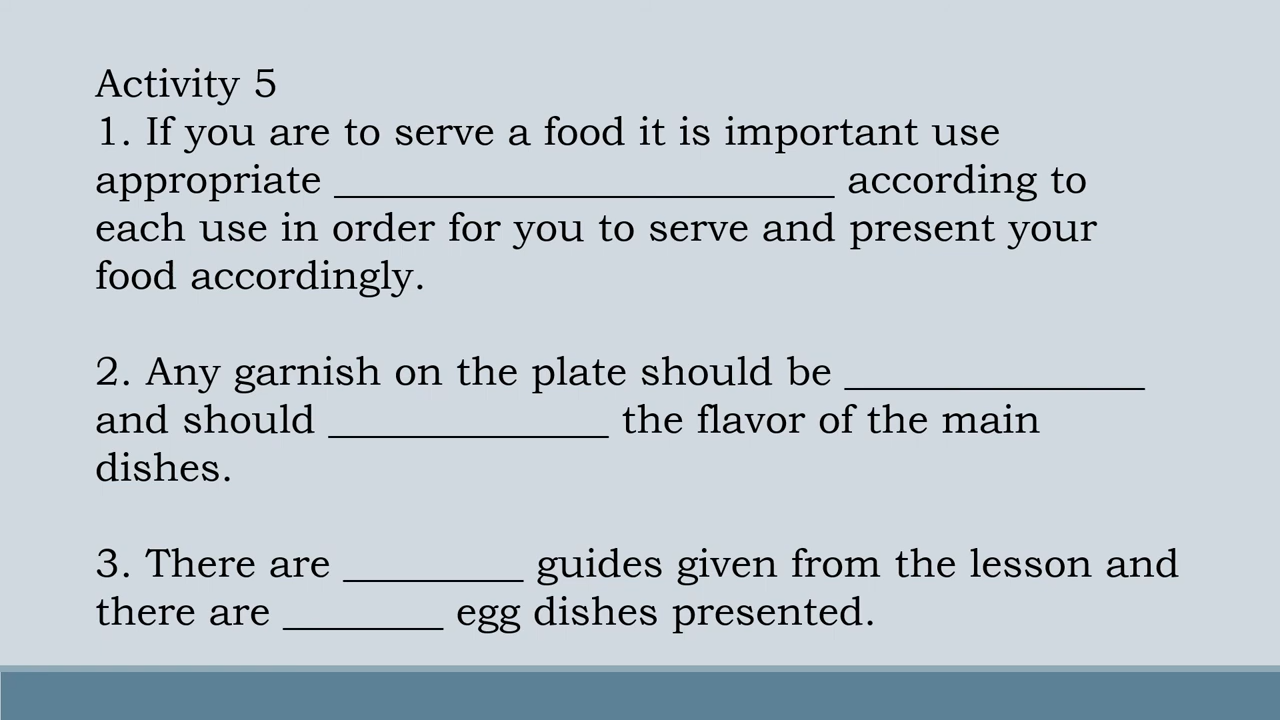 Activity 5
1. If you are to serve a food it is important use
appropriate _________________________ according to
each use in order for you to serve and present your
food accordingly.
2. Any garnish on the plate should be _______________
and should ______________ the flavor of the main
dishes.
3. There are _________ guides given from the lesson and
there are ________ egg dishes presented.